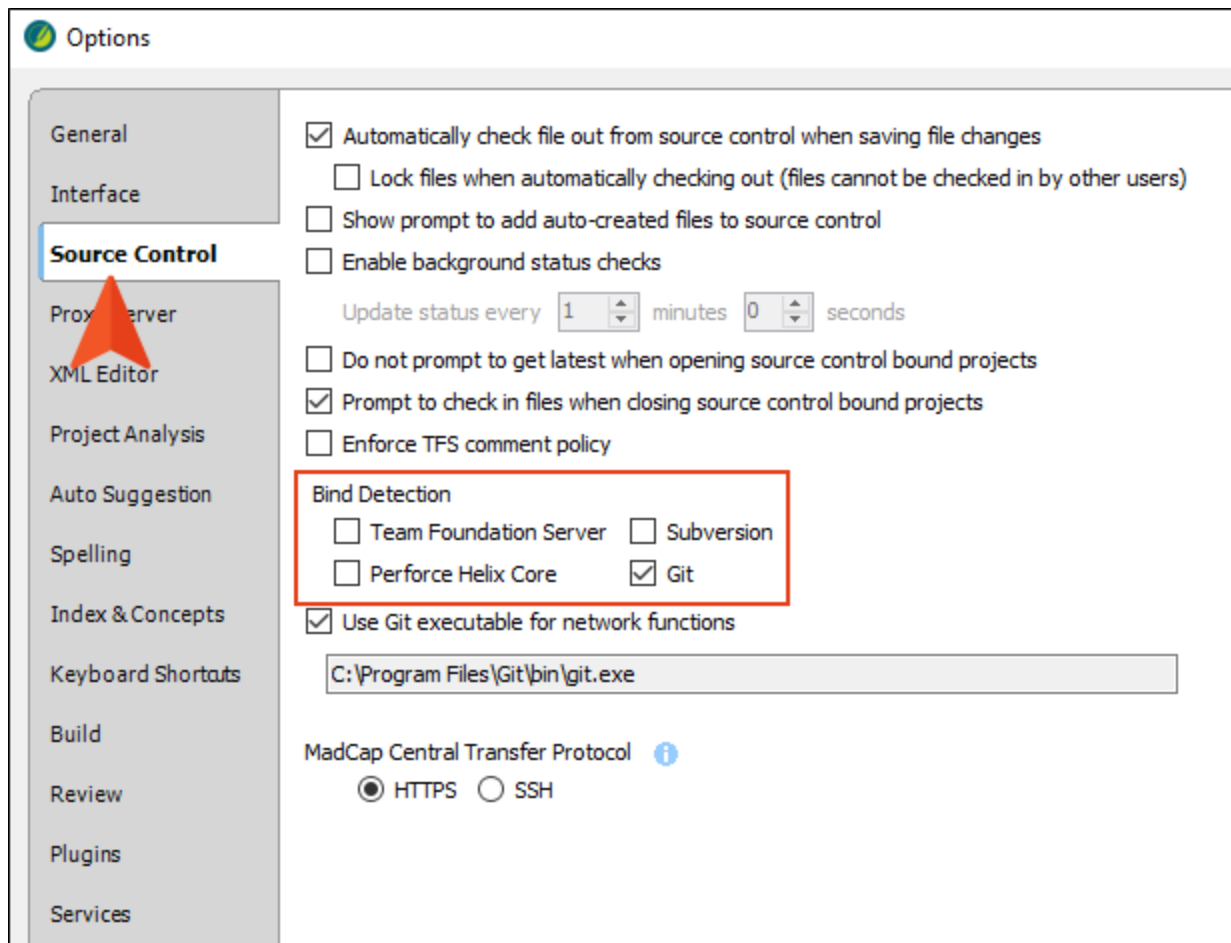 Options
General
Interface
Source Control
XML Editor
Project Analysis
Auto Suggestion
Spelling
Index & Concepts
Keyboard Shortcuts
Build
Review
Plugins
Services
Automatically check file out from source control when saving file changes
Lock files when automatically checking out (files cannot be checked in by other users)
Show prompt to add auto-created files to source control
Enable background status checks
Update status every 1 minutes 0 seconds
Do not prompt to get latest when opening source control bound projects
Prompt to check in files when closing source control bound projects
Enforce TFS comment policy
Bind Detection
Team Foundation Server Subversion
Perforce Helix Core Git
Use Git executable for network functions
C:\Program Files\Git\bin\git.exe
MadCap Central Transfer Protocol
HTTPS SSH